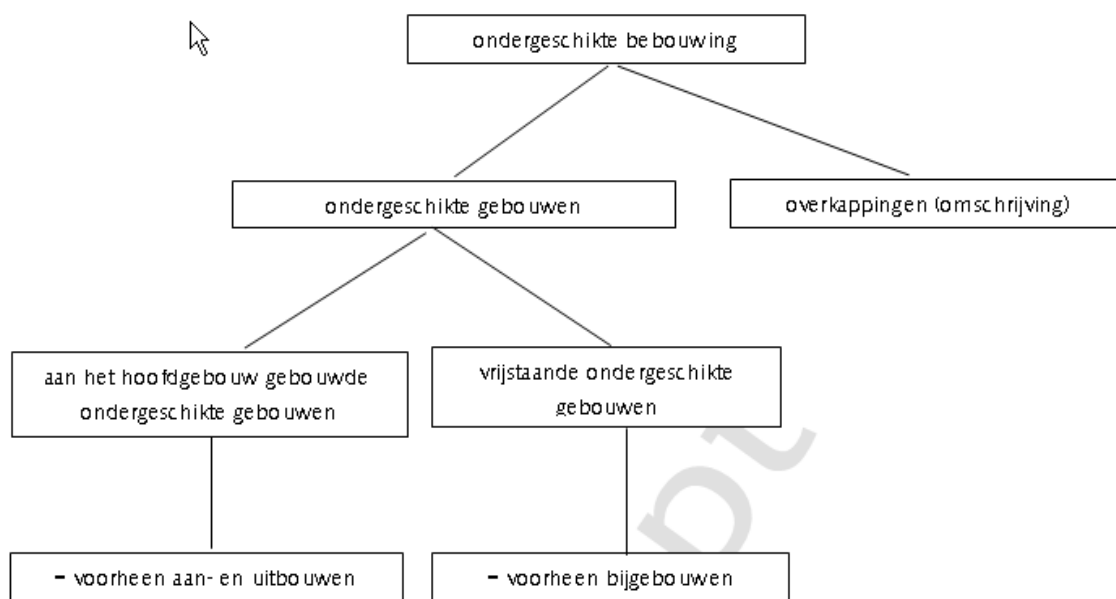 ondergeschikte bebouwing
ondergeschikte gebouwen
overkappingen (omschrijving)
aan het hoofdgebouw gebouwde
ondergeschikte gebouwen
vrijstaande ondergeschikte
gebouwen
- voorheen aan- en uitbouwen
- voorheen bijgebouwen
pt